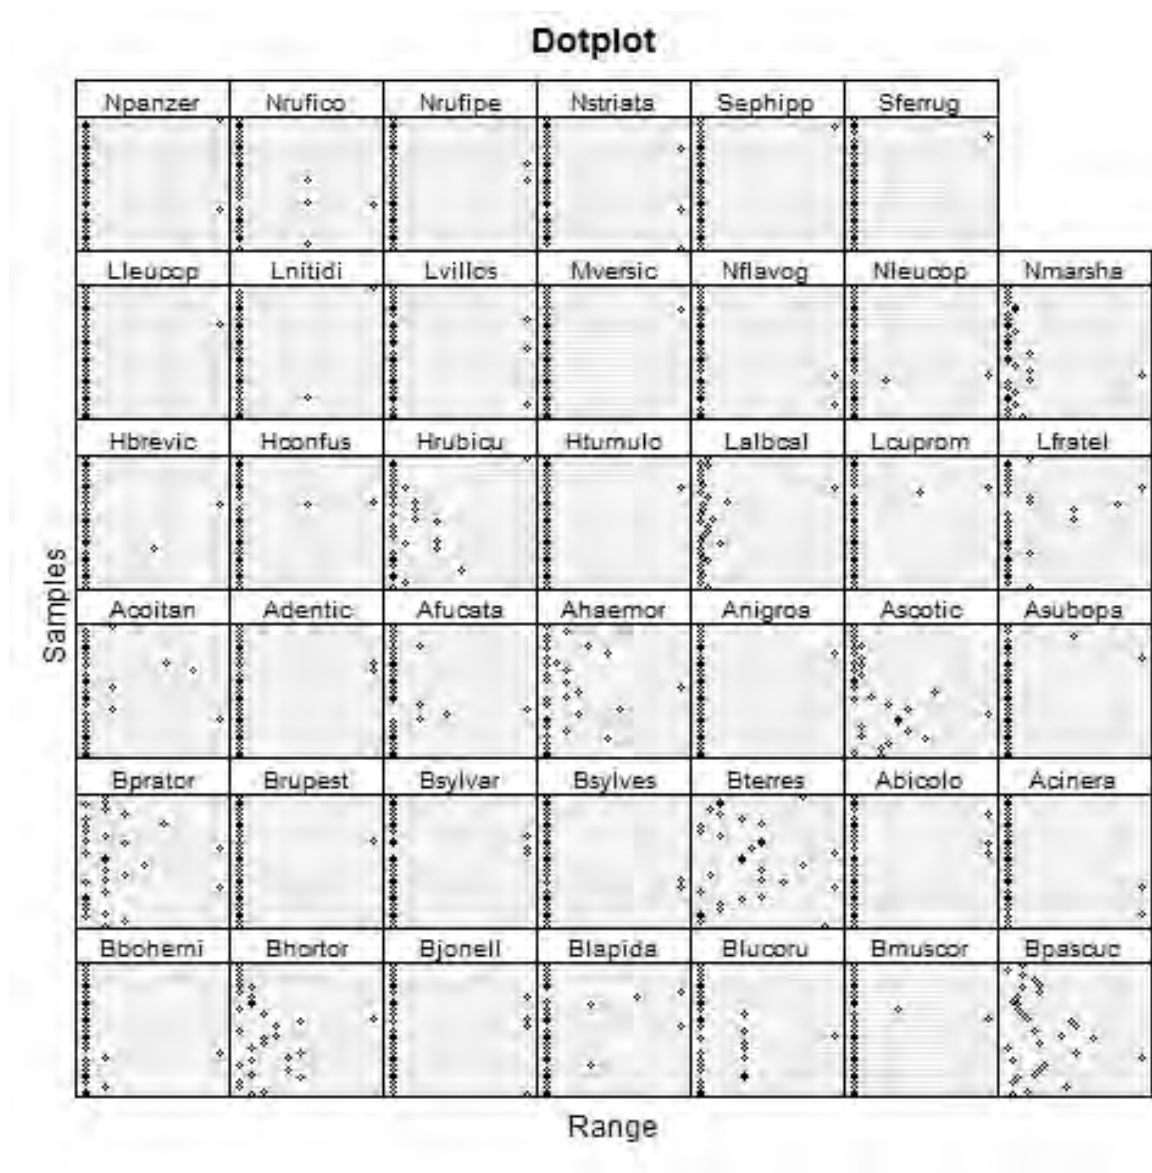 Dotplot
Npanzer Nrufico Nrufipe Nstriata Sephipp Sferrug
Lleucop Lnitidi Lvillos Mversic Nflavog Nleucop Nmarsha
Hbrevic Hconfus Hrubicu Htumulo Lalbcal Lcuprom Lfratel
Acoitan Adentic Afucata Ahaemor Anigroa Ascotic Asubopa
Bprator Brupest Bsylvar Bsylves Bterres Abicolo Acinera
Bbohemi Bhortor Bjonell Blapida Blucoru Bmuscor Bpascuc
Samples
Range